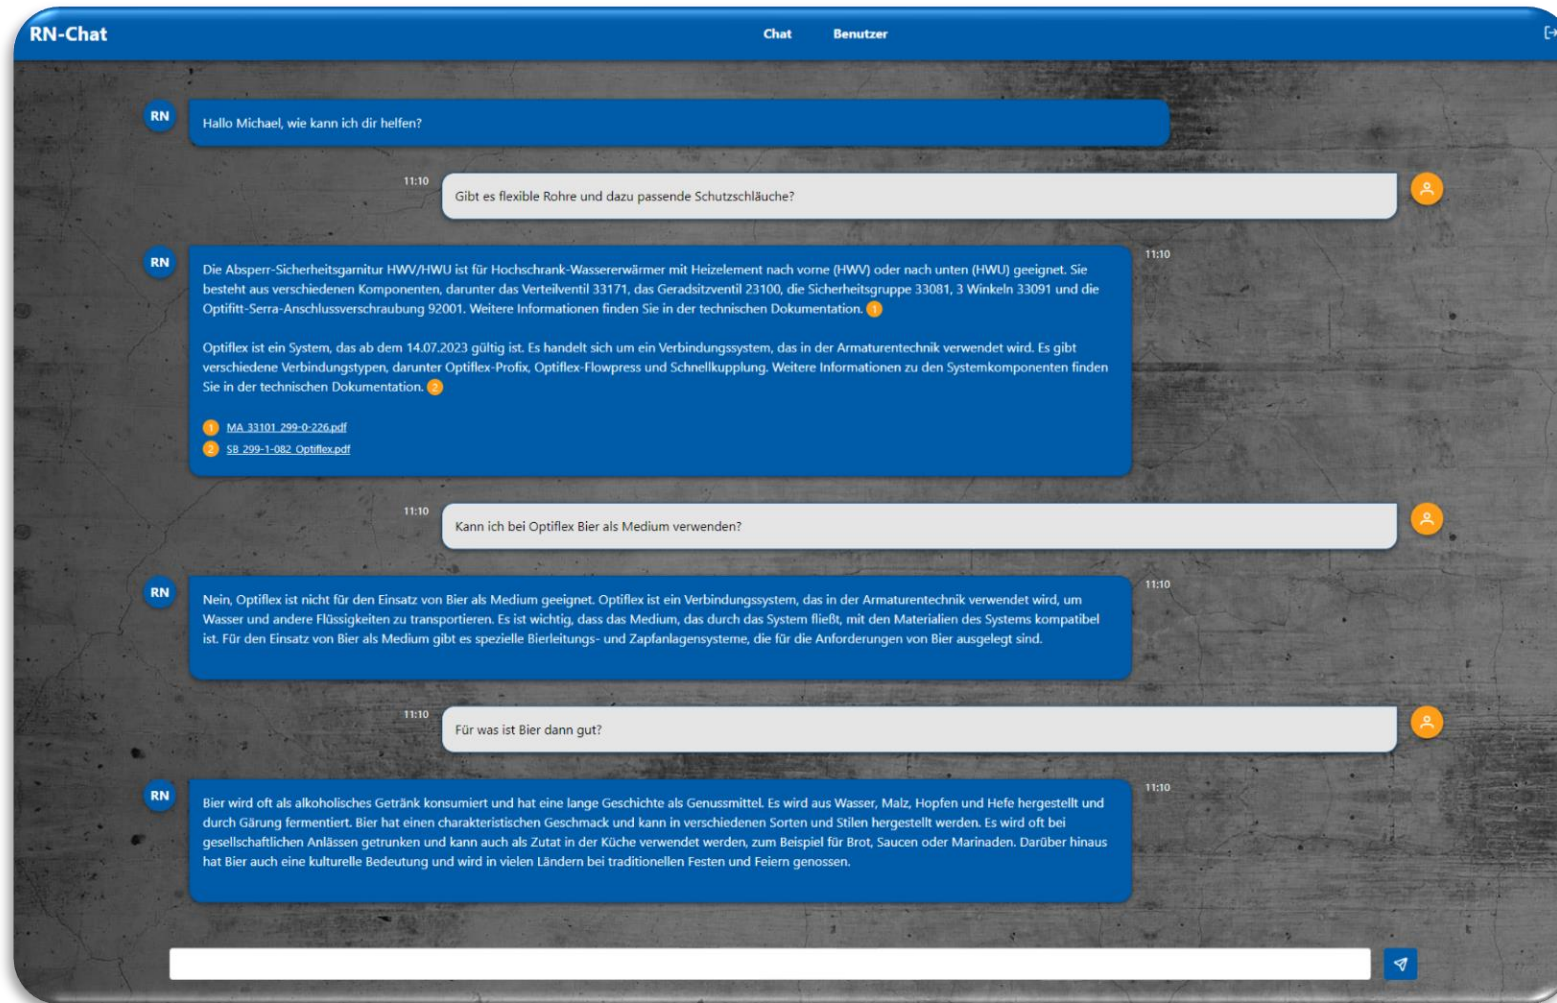 RN-Chat
Chat
Benutzer
RN
Hallo Michael, wie kann ich dir helfen?
11:10
Gibt es flexible Rohre und dazu passende Schutzschläuche?
RN
11:10
Die Absperr-Sicherheitsgarnitur HWV/HWU ist für Hochschrank-Wassererwärmer mit Heizelement nach vorne (HWV) oder nach unten (HWU) geeignet. Sie
besteht aus verschiedenen Komponenten, darunter das Verteilventil 33171, das Geradsitzventil 23100, die Sicherheitsgruppe 33081, 3 Winkeln 33091 und die
Optifitt-Serra-Anschlussverschraubung 92001. Weitere Informationen finden Sie in der technischen Dokumentation. 1
Optiflex ist ein System, das ab dem 14.07.2023 gültig ist. Es handelt sich um ein Verbindungssystem, das in der Armaturentechnik verwendet wird. Es gibt
verschiedene Verbindungstypen, darunter Optiflex-Profix, Optiflex-Flowpress und Schnellkupplung. Weitere Informationen zu den Systemkomponenten finden
Sie in der technischen Dokumentation. 2
1 MA_33101_299-0-226.pdf
2 SB_299-1-082_Optiflex.pdf
11:10
Kann ich bei Optiflex Bier als Medium verwenden?
RN
11:10
Nein, Optiflex ist nicht für den Einsatz von Bier als Medium geeignet. Optiflex ist ein Verbindungssystem, das in der Armaturentechnik verwendet wird, um
Wasser und andere Flüssigkeiten zu transportieren. Es ist wichtig, dass das Medium, das durch das System fließt, mit den Materialien des Systems kompatibel
ist. Für den Einsatz von Bier als Medium gibt es spezielle Bierleitungs- und Zapfanlagensysteme, die für die Anforderungen von Bier ausgelegt sind.
11:10
Für was ist Bier dann gut?
RN
11:10
Bier wird oft als alkoholisches Getränk konsumiert und hat eine lange Geschichte als Genussmittel. Es wird aus Wasser, Malz, Hopfen und Hefe hergestellt und
durch Gärung fermentiert. Bier hat einen charakteristischen Geschmack und kann in verschiedenen Sorten und Stilen hergestellt werden. Es wird oft bei
gesellschaftlichen Anlässen getrunken und kann auch als Zutat in der Küche verwendet werden, zum Beispiel für Brot, Saucen oder Marinaden. Darüber hinaus
hat Bier auch eine kulturelle Bedeutung und wird in vielen Ländern bei traditionellen Festen und Feiern genossen.